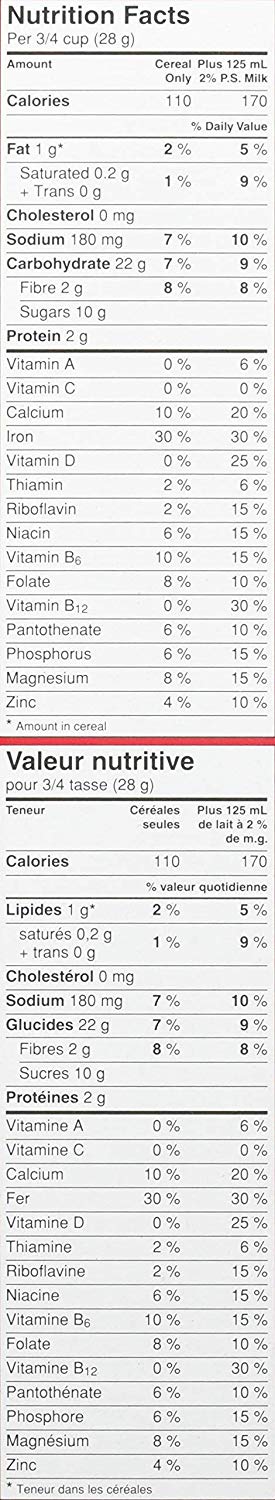 Nutrition Facts
Per 3/4 cup (28 g)
Amount Cereal Plus 125 mL
Only 2% P.S. Milk
Calories 110 170
% Daily Value
Fat 1 g* 2 % 5 %
Saturated 0.2 g
+ Trans 0 g 1 % 9 %
Cholesterol 0 mg
Sodium 180 mg 7 % 10 %
Carbohydrate 22 g 7 % 9 %
Fibre 2 g 8 % 8 %
Sugars 10 g
Protein 2 g
Vitamin A 0 % 6 %
Vitamin C 0 % 0 %
Calcium 10 % 20 %
Iron 30 % 30 %
Vitamin D 0 % 25 %
Thiamin 2 % 6 %
Riboflavin 2 % 15 %
Niacin 6 % 15 %
Vitamin B6 10 % 15 %
Folate 8 % 10 %
Vitamin B12 0 % 30 %
Pantothenate 6 % 10 %
Phosphorus 6 % 15 %
Magnesium 8 % 15 %
Zinc 4 % 10 %
* Amount in cereal
Valeur nutritive
pour 3/4 tasse (28 g)
Teneur Céréales Plus 125 mL
seules de lait à 2 %
de m.g.
Calories 110 170
% valeur quotidienne
Lipides 1 g* 2 % 5 %
saturés 0,2 g
+ trans 0 g 1 % 9 %
Cholestérol 0 mg
Sodium 180 mg 7 % 10 %
Glucides 22 g 7 % 9 %
Fibres 2 g 8 % 8 %
Sucres 10 g
Protéines 2 g
Vitamine A 0 % 6 %
Vitamine C 0 % 0 %
Calcium 10 % 20 %
Fer 30 % 30 %
Vitamine D 0 % 25 %
Thiamine 2 % 6 %
Riboflavine 2 % 15 %
Niacine 6 % 15 %
Vitamine B6 10 % 15 %
Folate 8 % 10 %
Vitamine B12 0 % 30 %
Pantothénate 6 % 10 %
Phosphore 6 % 15 %
Magnésium 8 % 15 %
Zinc 4 % 10 %
* Teneur dans les céréales